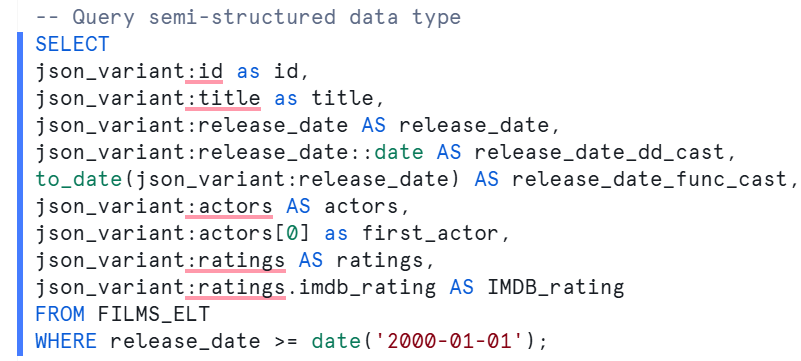 -- Query semi-structured data type
SELECT
json_variant:id as id,
json_variant:title as title,
json_variant:release_date AS release_date,
json_variant:release_date::date AS release_date_dd_cast,
to_date(json_variant:release_date) AS release_date_func_cast,
json_variant:actors AS actors,
json_variant:actors[0] as first_actor,
json_variant:ratings AS ratings,
json_variant:ratings.imdb_rating AS IMDB_rating
FROM FILMS_ELT
WHERE release_date >= date('2000-01-01');